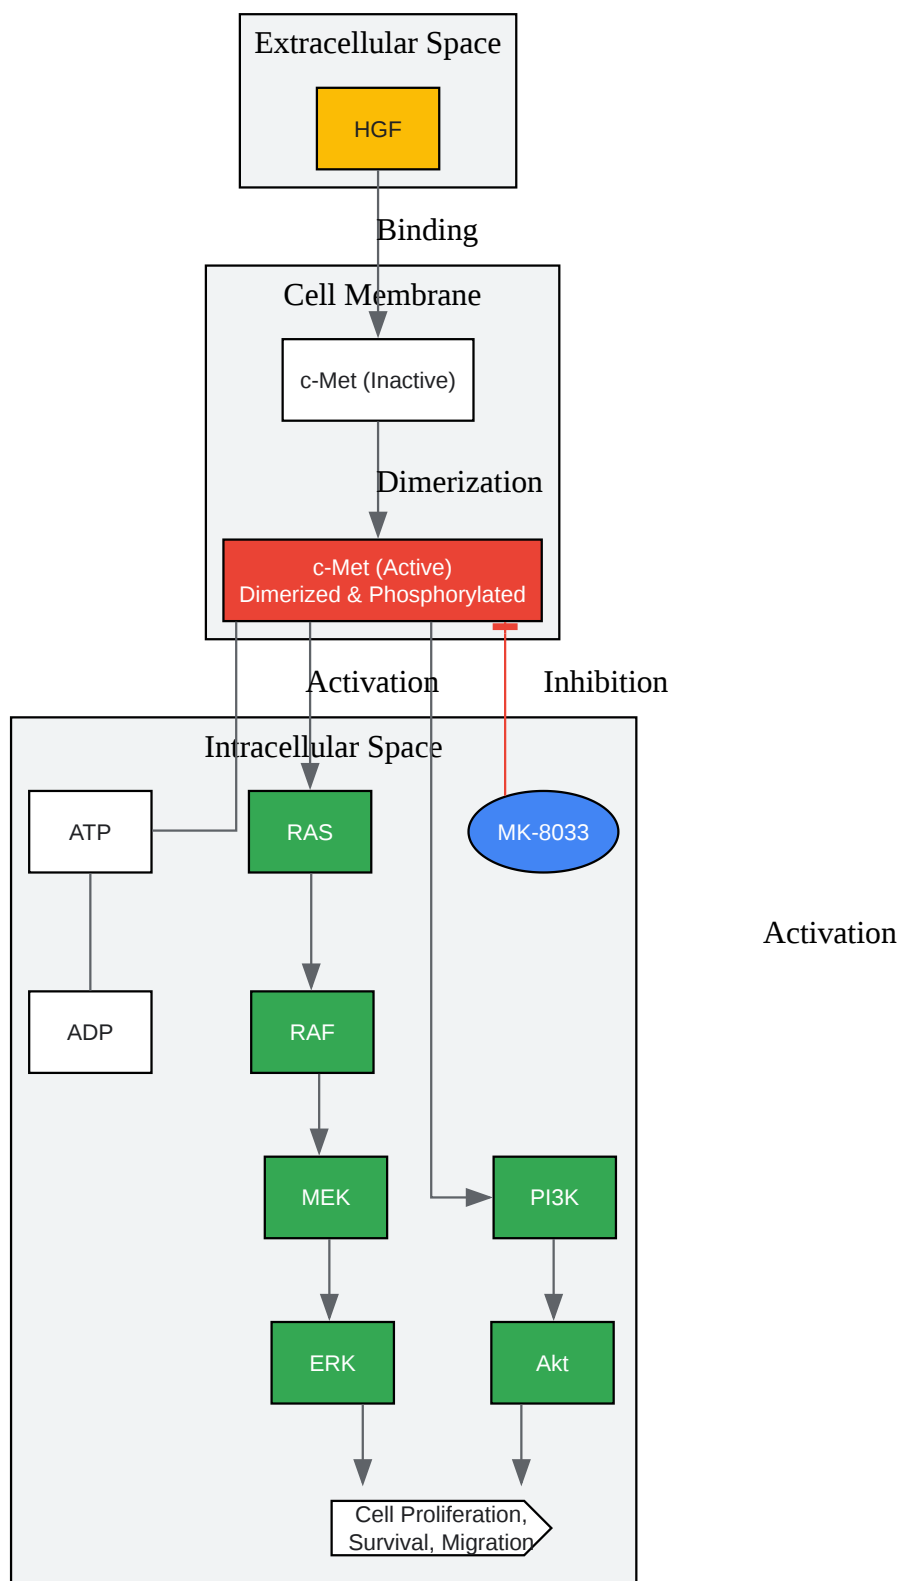 Extracellular Space
HGF
Binding
Cell Membrane
c-Met (Inactive)
Dimerization
c-Met (Active)
Dimerized & Phosphorylated
Activation
Inhibition
Intracellular Space
ATP
RAS
MK-8033
Activation
ADP
RAF
MEK
PI3K
ERK
Akt
Cell Proliferation,
Survival, Migration